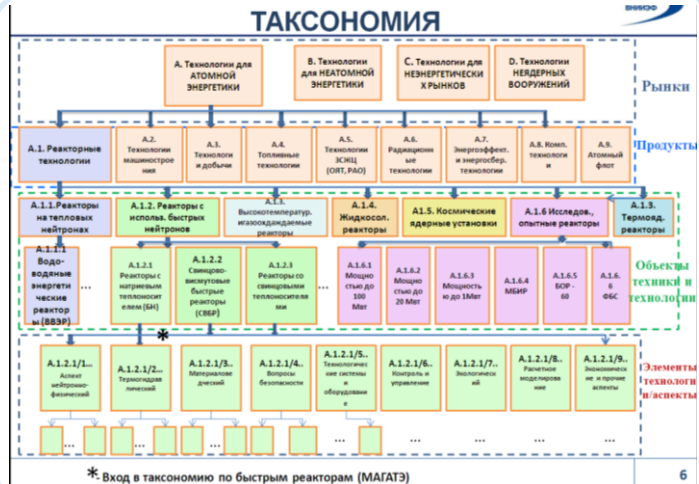 ТАКСОНОМИЯ
ВНИИЭФ
А. Технологии для
АТОМНОЙ
ЭНЕРГЕТИКИ
В. Технологии
для НЕАТОМНОЙ
ЭНЕРГЕТИКИ
С. Технологии для
НЕЭНЕРГЕТИЧЕСКИ
Х РЫНКОВ
D. Технологии
НЕЯДЕРНЫХ
ВООРУЖЕНИЙ
Рынки
А.1. Реакторные
технологии
А.2.
Технологии
машинострое
ния
А.3.
Технологи
и добычи
А.4.
Топливные
технологии
А.5.
Технологии
ЗСЖЦ
(ОЯТ, РАО)
А.6.
Радиацион
ные
технологии
А.7.
Энергоэффект.
и энергосбер.
технологии
А.8. Комп.
технологи
и
А.9.
Атомный
флот
Продукты
А.1.1.Реакторы
на тепловых
нейтронах
А.1.2. Реакторы с
использ. быстрых
нейтронов
А.1.3.
Высокотемператур.
игазоохлаждаемые
реакторы
А.1.4.
Жидкосол.
реакторы
А.1.5. Космические
ядерные установки
А.1.6 Исследов.,
опытные реакторы
А.1.3.
Термояд.
реакторы
А.1.1.1
Водо-
водяные
энергети
ческие
реактор
ы (ВВЭР)
...
А.1.2.1
Реакторы с
натриевым
теплоносит
елем (БН)
А.1.2.2
Свинцово-
висмутовые
быстрые
реакторы
(СВБР)
А.1.2.3
Реакторы со
свинцовыми
теплоносителя
ми
...
А.1.6.1
Мощно
стью до
100
Мвт
А.1.6.2
Мощно
стью до
20 Мвт
А.1.6.3
Мощность
ю до 1Мвт
А.1.6.4
МБИР
А.1.6.5
БОР -
60
А.1.6.
6
ФБС
Объекты
техники и
технологии
*
А.1.2.1/1...
Аспект
нейтронно-
физический
А.1.2.1/2...
Термогидрав
лический
А.1.2.1/3..
Материалове
дческий
А.1.2.1/4..
Вопросы
безопасности
А.1.2.1/5..
Технологичес
кие системы
и
оборудовани
е
А.1.2.1/6..
Контроль и
управление
А.1.2.1/7..
Экологическ
ий
А.1.2.1/8..
Расчетное
моделирова
ние
А.1.2.1/9..
Экономическ
ие и прочие
аспекты
Элементы
технологи
и/аспекты
... ... ... ... ... ... ... ... ...
*- Вход в таксономию по быстрым реакторам (МАГАТЭ)
6